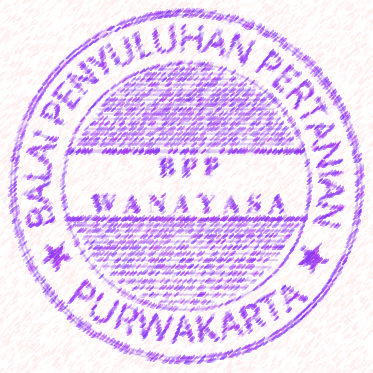 BALAI PENYULUHAN PERTANIAN
BPP
WANAYASA
PURWAKARTA